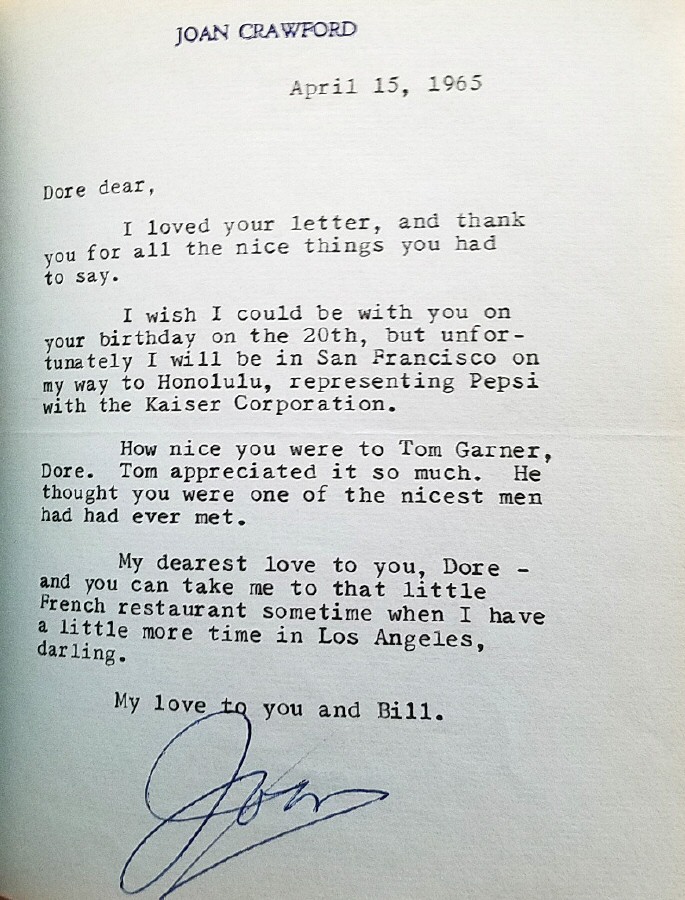 JOAN CRAWFORD
April 15, 1965
Dore dear,
I loved your letter, and thank
you for all the nice things you had
to say.
I wish I could be with you on
your birthday on the 20th, but unfor-
tunately I will be in San Francisco on
my way to Honolulu, representing Pepsi
with the Kaiser Corporation.
How nice you were to Tom Garner,
Dore. Tom appreciated it so much. He
thought you were one of the nicest men
had had ever met.
My dearest love to you, Dore -
and you can take me to that little
French restaurant sometime when I have
a little more time in Los Angeles,
darling.
My love to you and Bill.
Joan